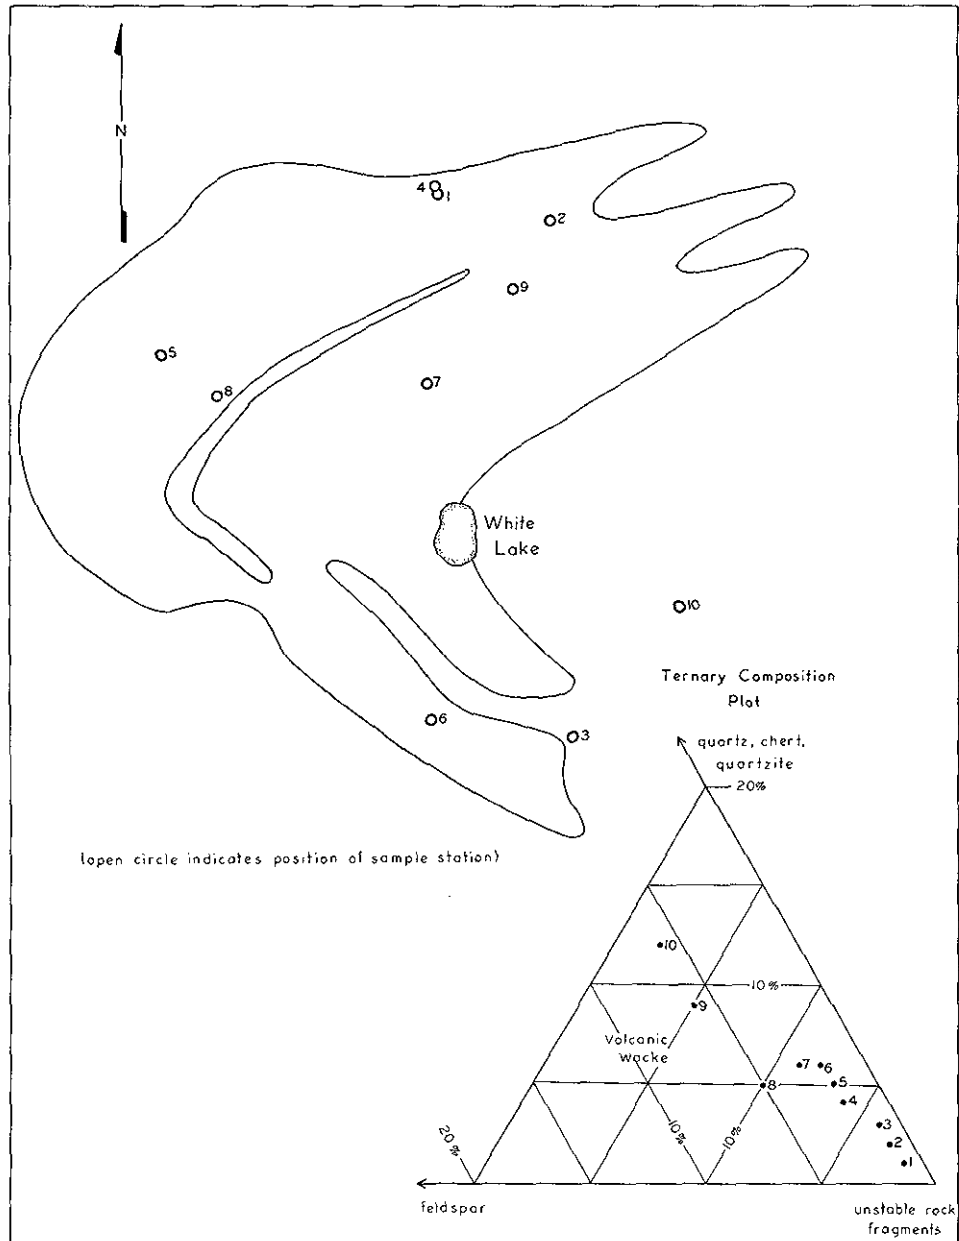 N
4
1
2
9
5
8
7
White
Lake
10
Ternary Composition
Plot
6
3
quartz, chert,
quartzite
20%
(open circle indicates position of sample station)
10
10%
9
Volcanic
Wacke
7
6
8
5
4
20%
10%
10%
3
2
1
feldspar
unstable rock
fragments